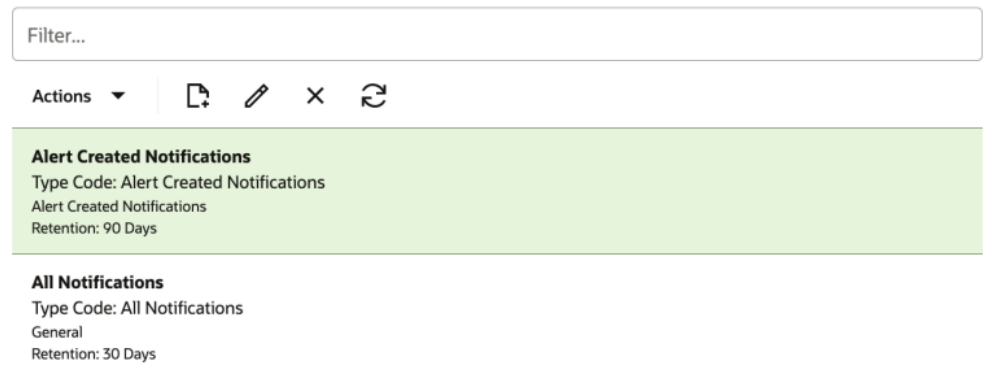 Filter...
Actions
Alert Created Notifications
Type Code: Alert Created Notifications
Alert Created Notifications
Retention: 90 Days
All Notifications
Type Code: All Notifications
General
Retention: 30 Days